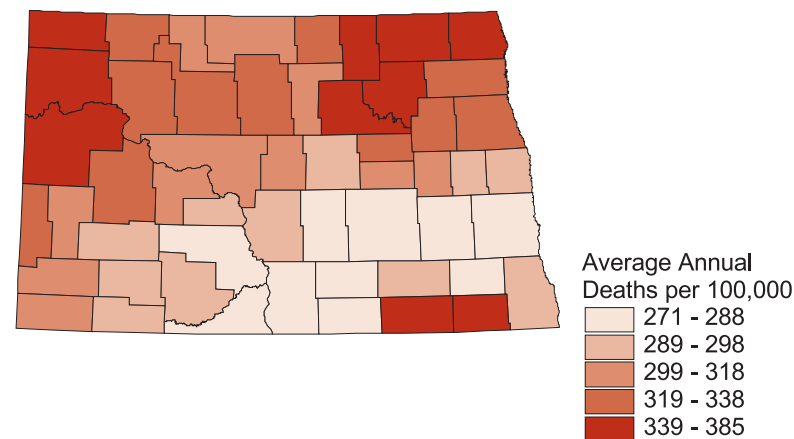 Average Annual
Deaths per 100,000
271 - 288
289 - 298
299 - 318
319 - 338
339 - 385